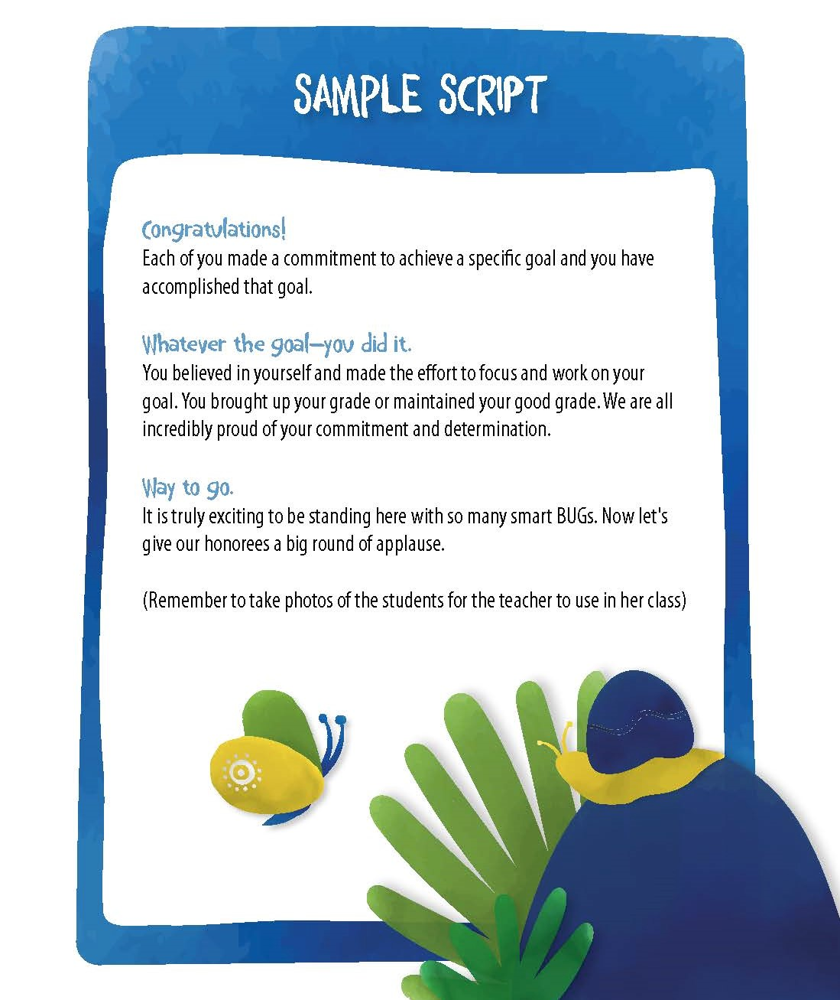 SAMPLE SCRIPT
Congratulations!
Each of you made a commitment to achieve a specific goal and you have
accomplished that goal.
Whatever the goal—you did it.
You believed in yourself and made the effort to focus and work on your
goal. You brought up your grade or maintained your good grade. We are all
incredibly proud of your commitment and determination.
Way to go.
It is truly exciting to be standing here with so many smart BUGs. Now let's
give our honorees a big round of applause.
(Remember to take photos of the students for the teacher to use in her class)